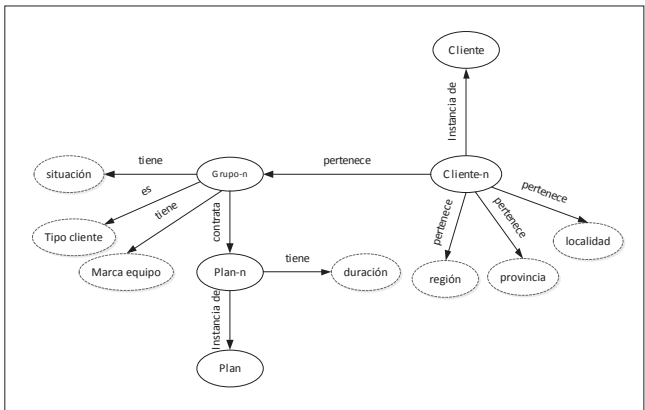 Cliente
Instancia de
tiene
pertenece
situación
Grupo-n
Cliente-n
es
tiene
contrata
pertenece
pertenece
pertenece
Tipo cliente
localidad
Marca equipo
Plan-n
tiene
duración
región
provincia
Instancia de
Plan